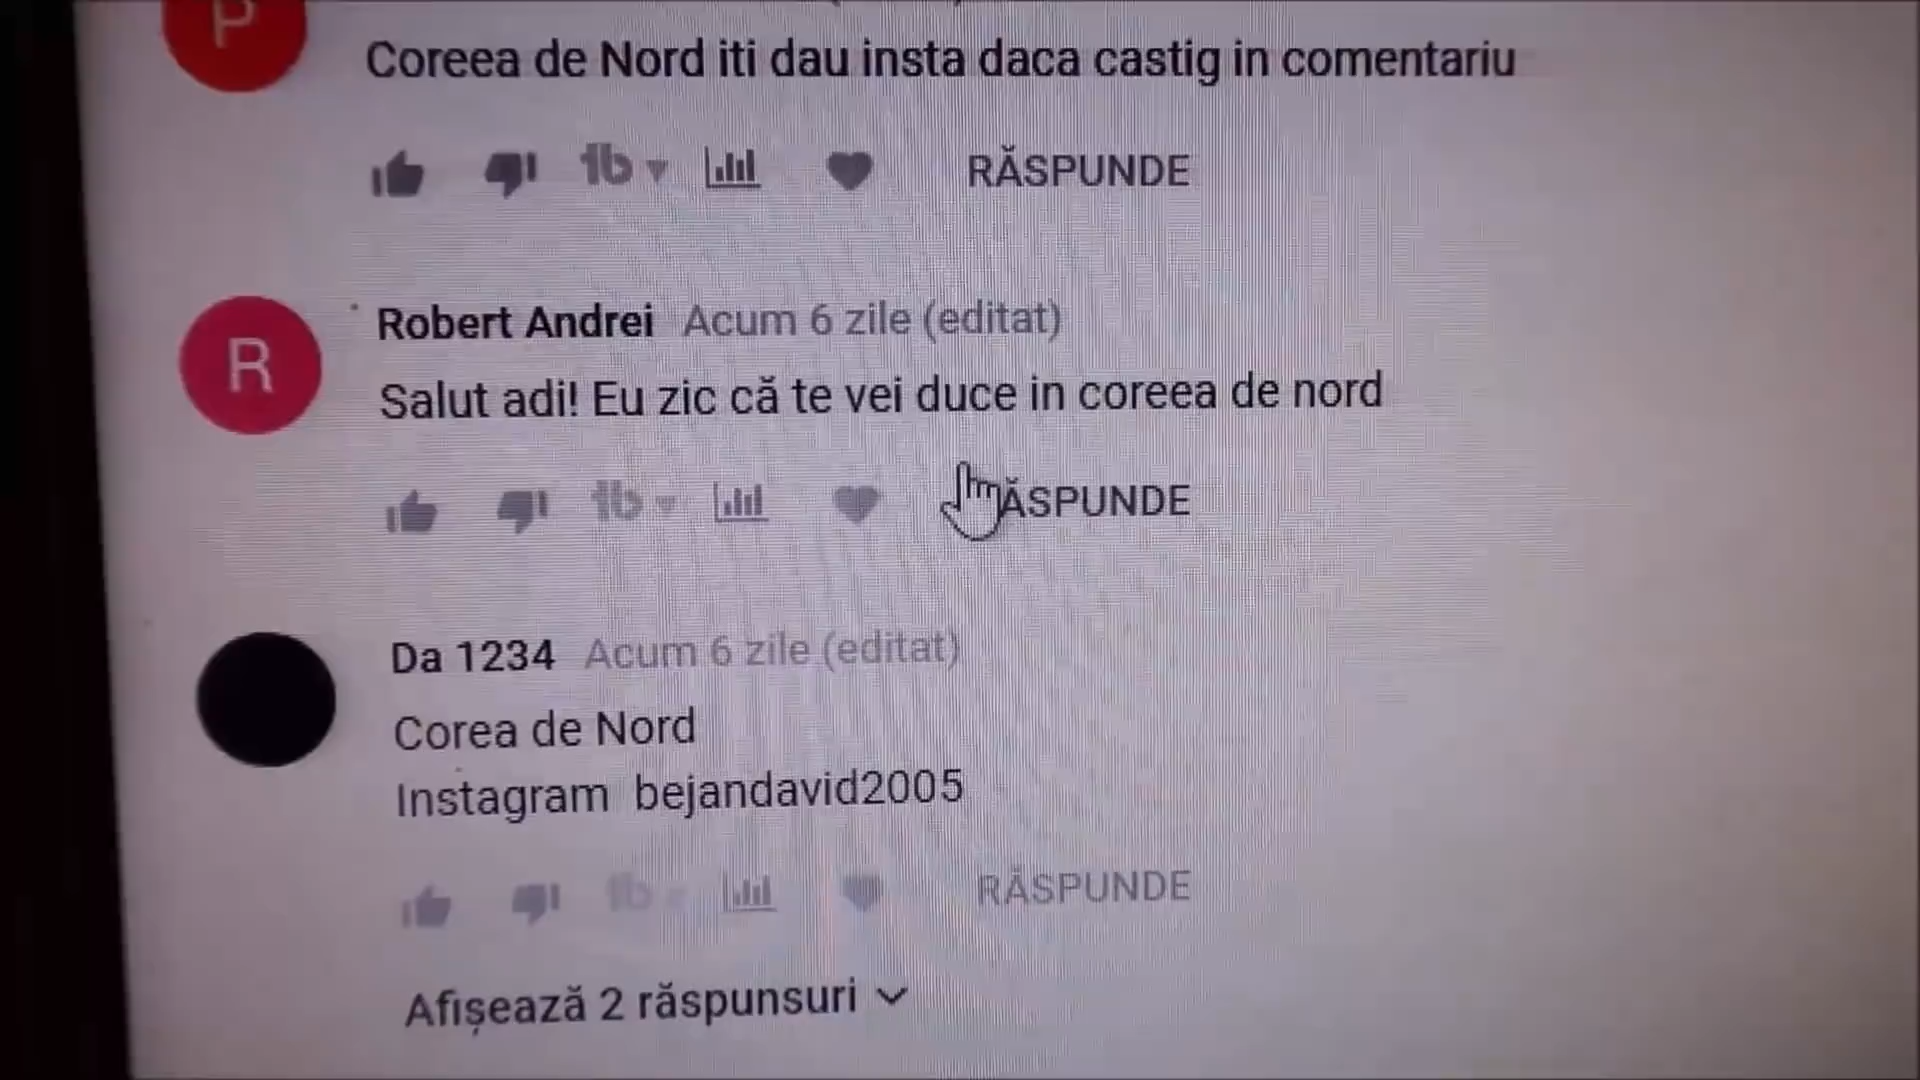 P
Coreea de Nord iti dau insta daca castig in comentariu
RĂSPUNDE
R
Robert Andrei Acum 6 zile (editat)
Salut adi! Eu zic că te vei duce in coreea de nord
ĂSPUNDE
Da 1234 Acum 6 zile (editat)
Corea de Nord
Instagram bejandavid2005
RĂSPUNDE
Afișează 2 răspunsuri